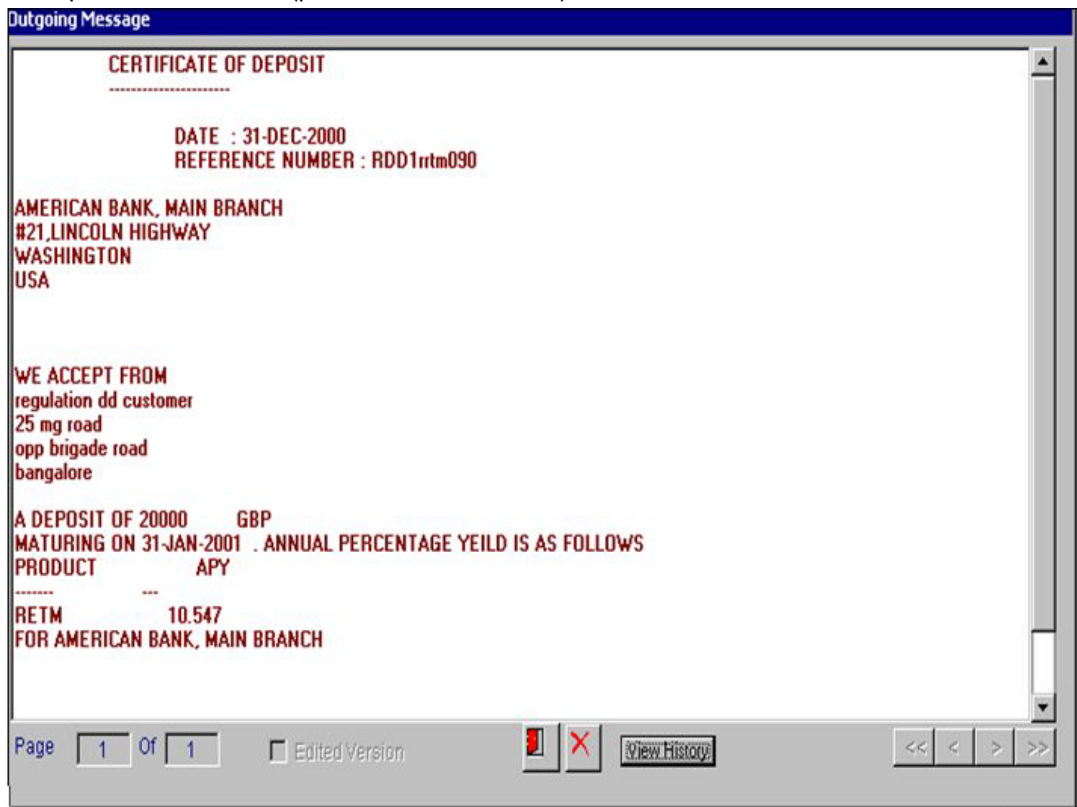 Outgoing Message
CERTIFICATE OF DEPOSIT
----------------------
DATE : 31-DEC-2000
REFERENCE NUMBER : RDD1rrtm090
AMERICAN BANK, MAIN BRANCH
#21,LINCOLN HIGHWAY
WASHINGTON
USA
WE ACCEPT FROM
regulation dd customer
25 mg road
opp brigade road
bangalore
A DEPOSIT OF 20000 GBP
MATURING ON 31-JAN-2001 . ANNUAL PERCENTAGE YEILD IS AS FOLLOWS
PRODUCT APY
------- ---
RETM 10.547
FOR AMERICAN BANK, MAIN BRANCH
Page 1 Of 1 Edited Version View History << < > >>